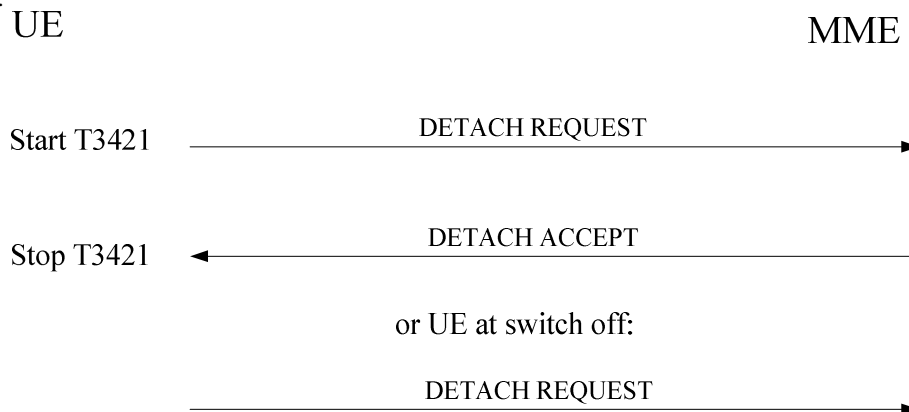 UE
MME
Start T3421
DETACH REQUEST
Stop T3421
DETACH ACCEPT
or UE at switch off:
DETACH REQUEST